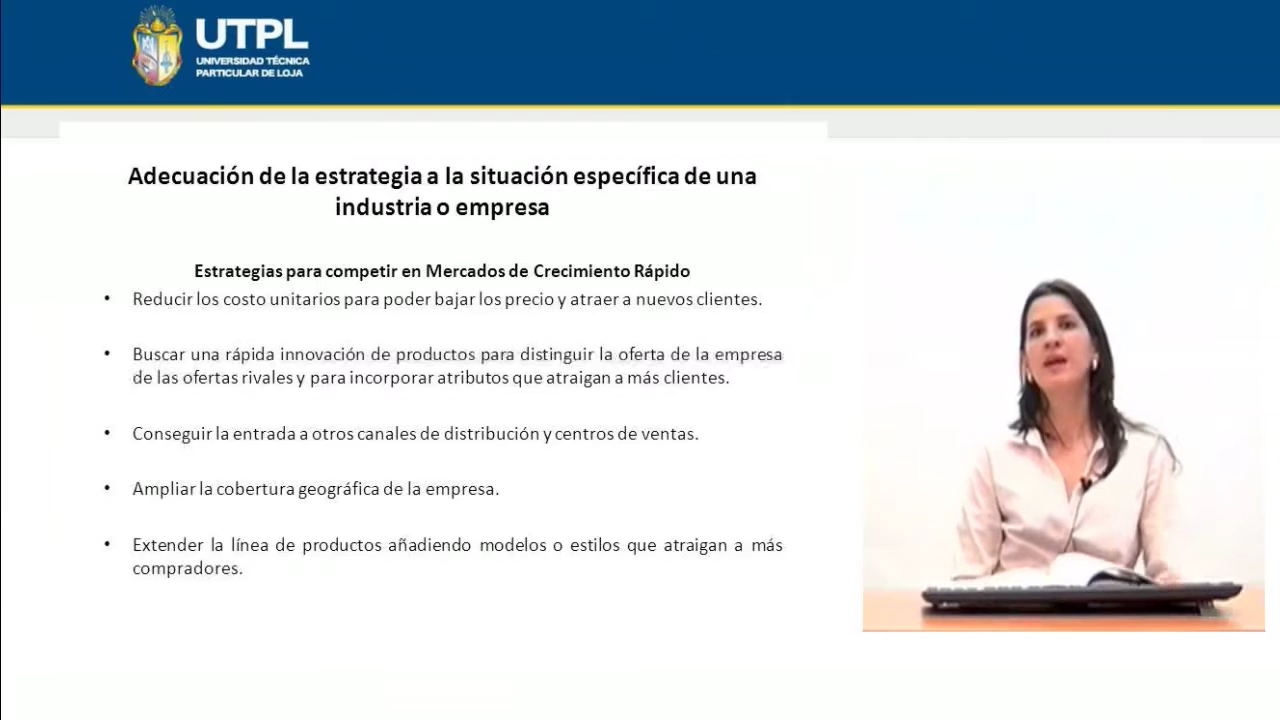 UTPL
UNIVERSIDAD TÉCNICA
PARTICULAR DE LOJA
Adecuación de la estrategia a la situación específica de una
industria o empresa
Estrategias para competir en Mercados de Crecimiento Rápido
• Reducir los costo unitarios para poder bajar los precio y atraer a nuevos clientes.
• Buscar una rápida innovación de productos para distinguir la oferta de la empresa
de las ofertas rivales y para incorporar atributos que atraigan a más clientes.
• Conseguir la entrada a otros canales de distribución y centros de ventas.
• Ampliar la cobertura geográfica de la empresa.
• Extender la línea de productos añadiendo modelos o estilos que atraigan a más
compradores.